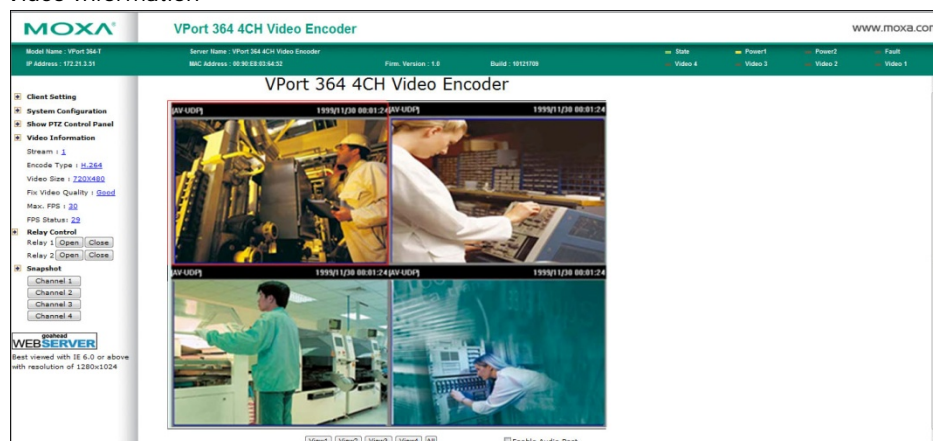 MOXA
VPort 364 4CH Video Encoder
www.moxa.com
Model Name : VPort 364-T
Server Name : VPort 364 4CH Video Encoder
State
Power1
Power2
Fault
IP Address : 172.21.3.51
MAC Address : 00:90:E8:03:64:52
Firm. Version : 1.0
Build : 10121709
Video 4
Video 3
Video 2
Video 1
VPort 364 4CH Video Encoder
Client Setting
System Configuration
Show PTZ Control Panel
Video Information
Stream : 1
Encode Type : H.264
Video Size : 720X480
Fix Video Quality : Good
Max. FPS : 30
FPS Status: 29
Relay Control
Relay 1 Open Close
Relay 2 Open Close
Snapshot
Channel 1
Channel 2
Channel 3
Channel 4
goahead
WEBSERVER
Best viewed with IE 6.0 or above
with resolution of 1280x1024
(AV-UDP) 1999/11/30 00:01:24
(AV-UDP) 1999/11/30 00:01:24
(AV-UDP) 1999/11/30 00:01:24
(AV-UDP) 1999/11/30 00:01:24
View1 View2 View3 View4 All
Enable Audio Port